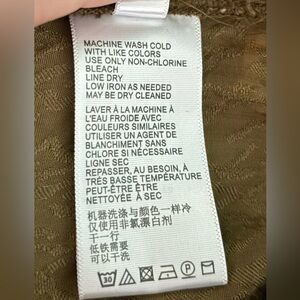 MACHINE WASH COLD
WITH LIKE COLORS
USE ONLY NON-CHLORINE
BLEACH
LINE DRY
LOW IRON AS NEEDED
MAY BE DRY CLEANED
LAVER À LA MACHINE À
L'EAU FROIDE AVEC
COULEURS SIMILAIRES
UTILISER UN AGENT DE
BLANCHIMENT SANS
CHLORE SI NÉCESSAIRE
LIGNE SEC
REPASSER, AU BESOIN, À
TRÈS BASSE TEMPÉRATURE
PEUT-ÊTRE ÊTRE
NETTOYÉE À SEC
机器洗涤与颜色一样冷
仅使用非氯漂白剂
干一行
低铁需要
可以干洗
30
P